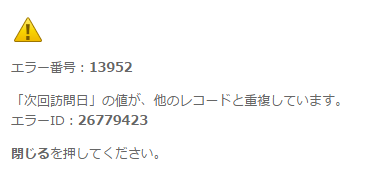 エラー番号：13952
「次回訪問日」の値が、他のレコードと重複しています。
エラーID：26779423
閉じるを押してください。